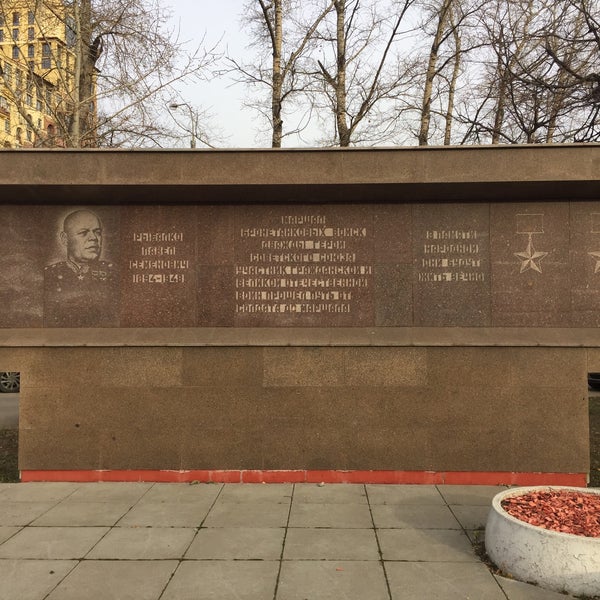 РЫБАЛКО
ПАВЕЛ
СЕМЕНОВИЧ
1894-1948
МАРШАЛ
БРОНЕТАНКОВЫХ ВОЙСК
ДВАЖДЫ ГЕРОЙ
СОВЕТСКОГО СОЮЗА
УЧАСТНИК ГРАЖДАНСКОЙ И
ВЕЛИКОЙ ОТЕЧЕСТВЕННОЙ
ВОЙН ПРОШЕЛ ПУТЬ ОТ
СОЛДАТА ДО МАРШАЛА
В ПАМЯТИ
НАРОДНОЙ
ОНИ БУДУТ
ЖИТЬ ВЕЧНО